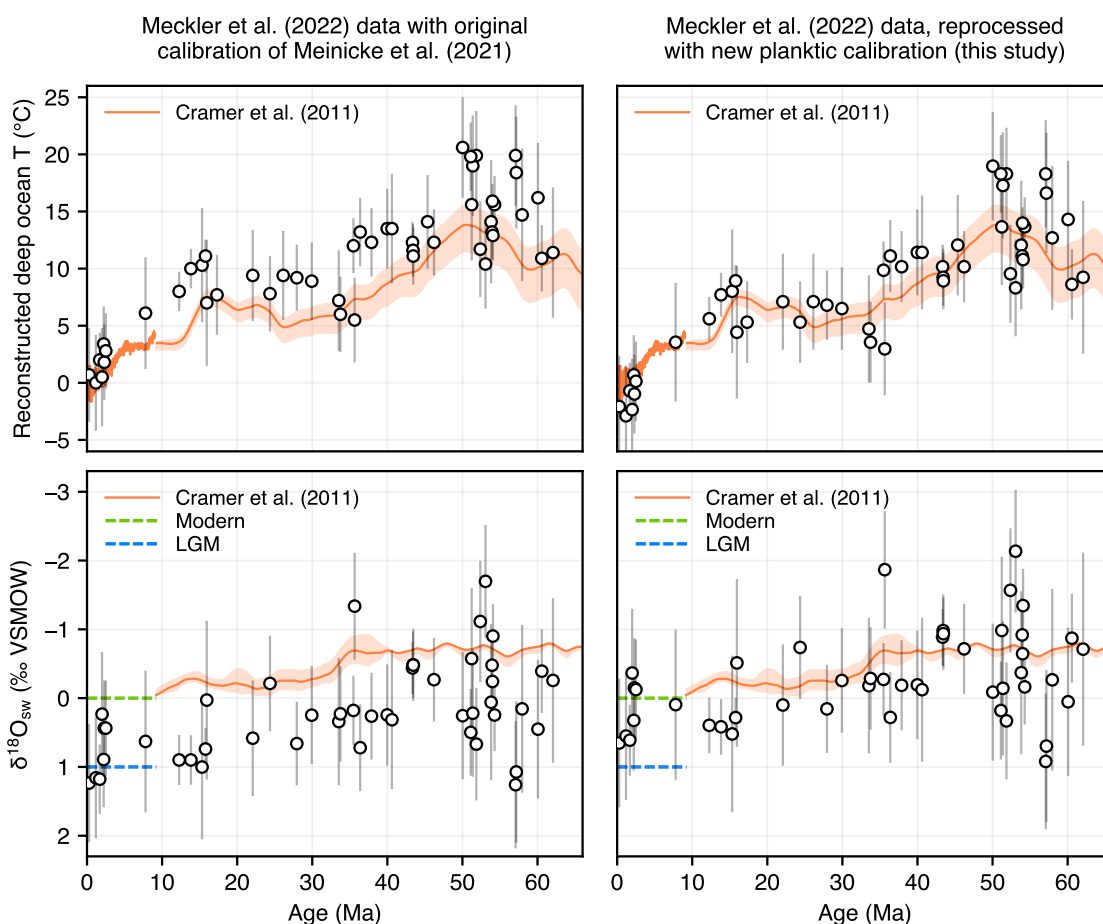 Meckler et al. (2022) data with original
calibration of Meinicke et al. (2021)
Meckler et al. (2022) data, reprocessed
with new planktic calibration (this study)
Reconstructed deep ocean T (°C)
25
20
15
10
5
0
−5
Cramer et al. (2011)
Cramer et al. (2011)
δ18Osw (‰ VSMOW)
−3
−2
−1
0
1
2
Cramer et al. (2011)
Modern
LGM
Cramer et al. (2011)
Modern
LGM
0 10 20 30 40 50 60
Age (Ma)
0 10 20 30 40 50 60
Age (Ma)